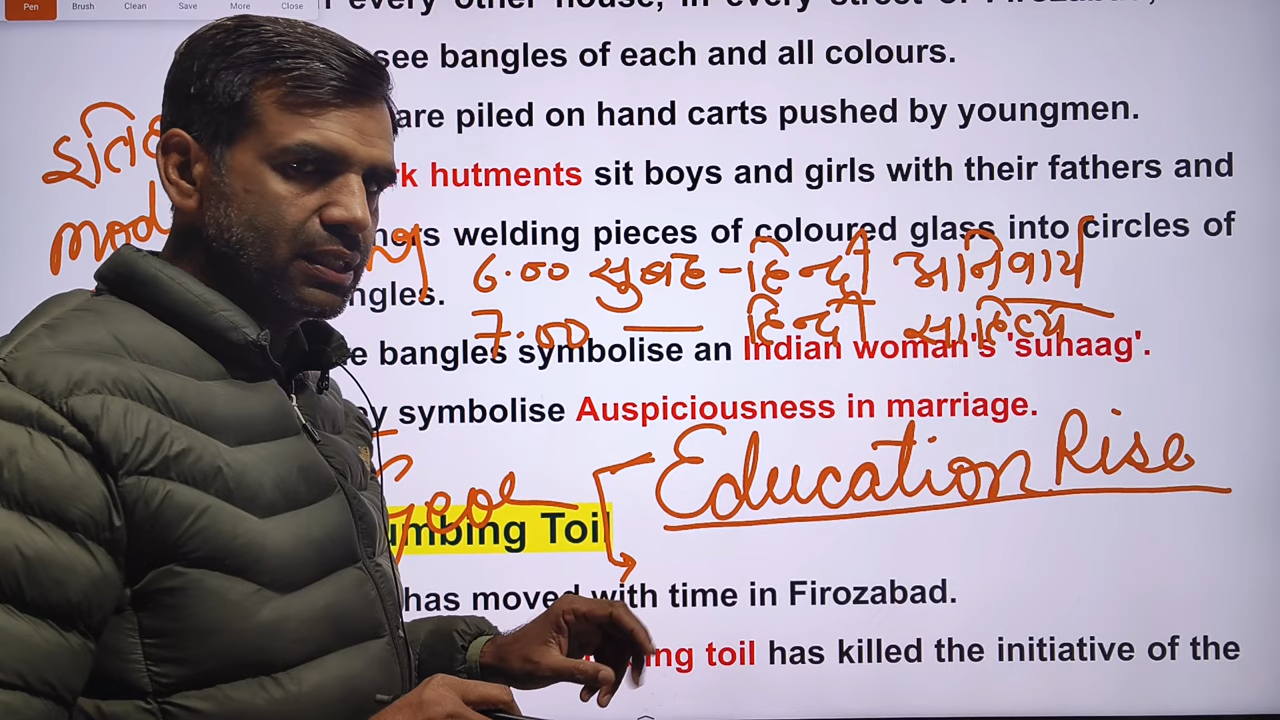 Pen Brush Clean Save More Close
every other house, in every street of Firozabad,
see bangles of each and all colours.
are piled on hand carts pushed by youngmen.
hutments sit boys and girls with their fathers and
welding pieces of coloured glass into circles of
6.00 सुबह - हिन्दी अनिवार्य
7.00 — हिन्दी साहित्य
bangles symbolise an Indian woman's 'suhaag'.
symbolise Auspiciousness in marriage.
Education Rise
Toil
has moved with time in Firozabad.
toil has killed the initiative of the